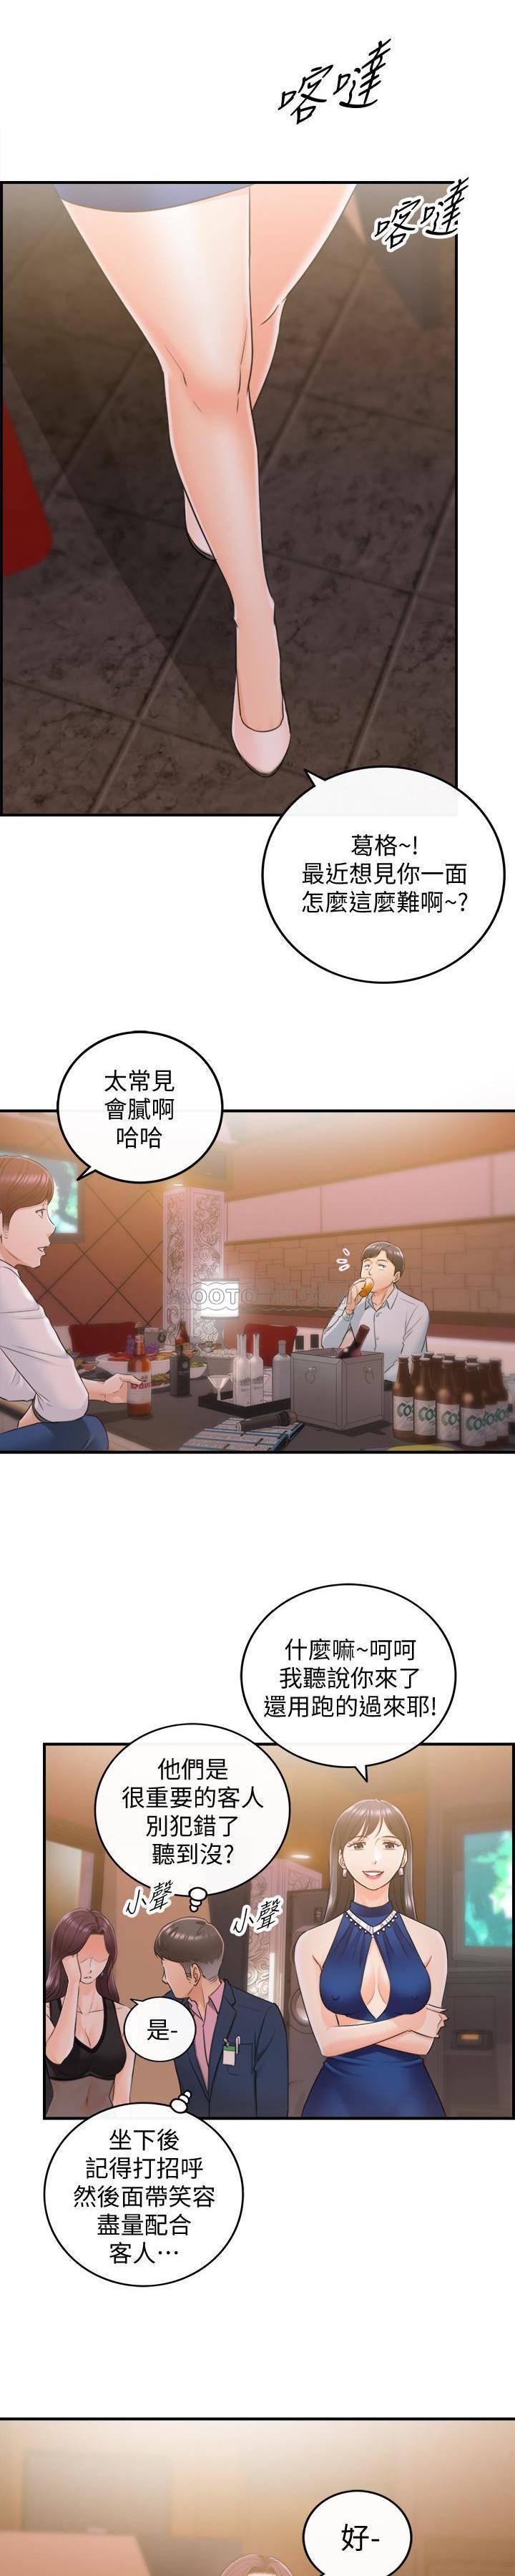 喀噠
喀噠
葛格~!
最近想見你一面
怎麼這麼難啊~?
太常見
會膩啊
哈哈
什麼嘛~呵呵
我聽說你來了
還用跑的過來耶!
他們是
很重要的客人
別犯錯了
聽到沒?
小聲
小聲
是-
坐下後
記得打招呼
然後面帶笑容
盡量配合
客人…
好-